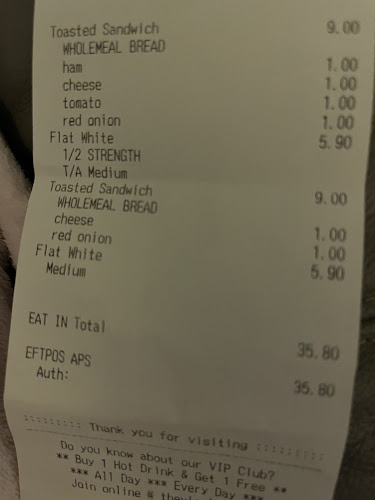 Toasted Sandwich 9.00
WHOLEMEAL BREAD
ham 1.00
cheese 1.00
tomato 1.00
red onion 1.00
Flat White 5.90
1/2 STRENGTH
T/A Medium
Toasted Sandwich 9.00
WHOLEMEAL BREAD
cheese 1.00
red onion 1.00
Flat White 5.90
Medium
EAT IN Total 35.80
EFTPOS APS 35.80
Auth:
::::::::: Thank you for visiting :::::::::
Do you know about our VIP Club?
** Buy 1 Hot Drink & Get 1 Free **
*** All Day *** Every Day ***
Join online @